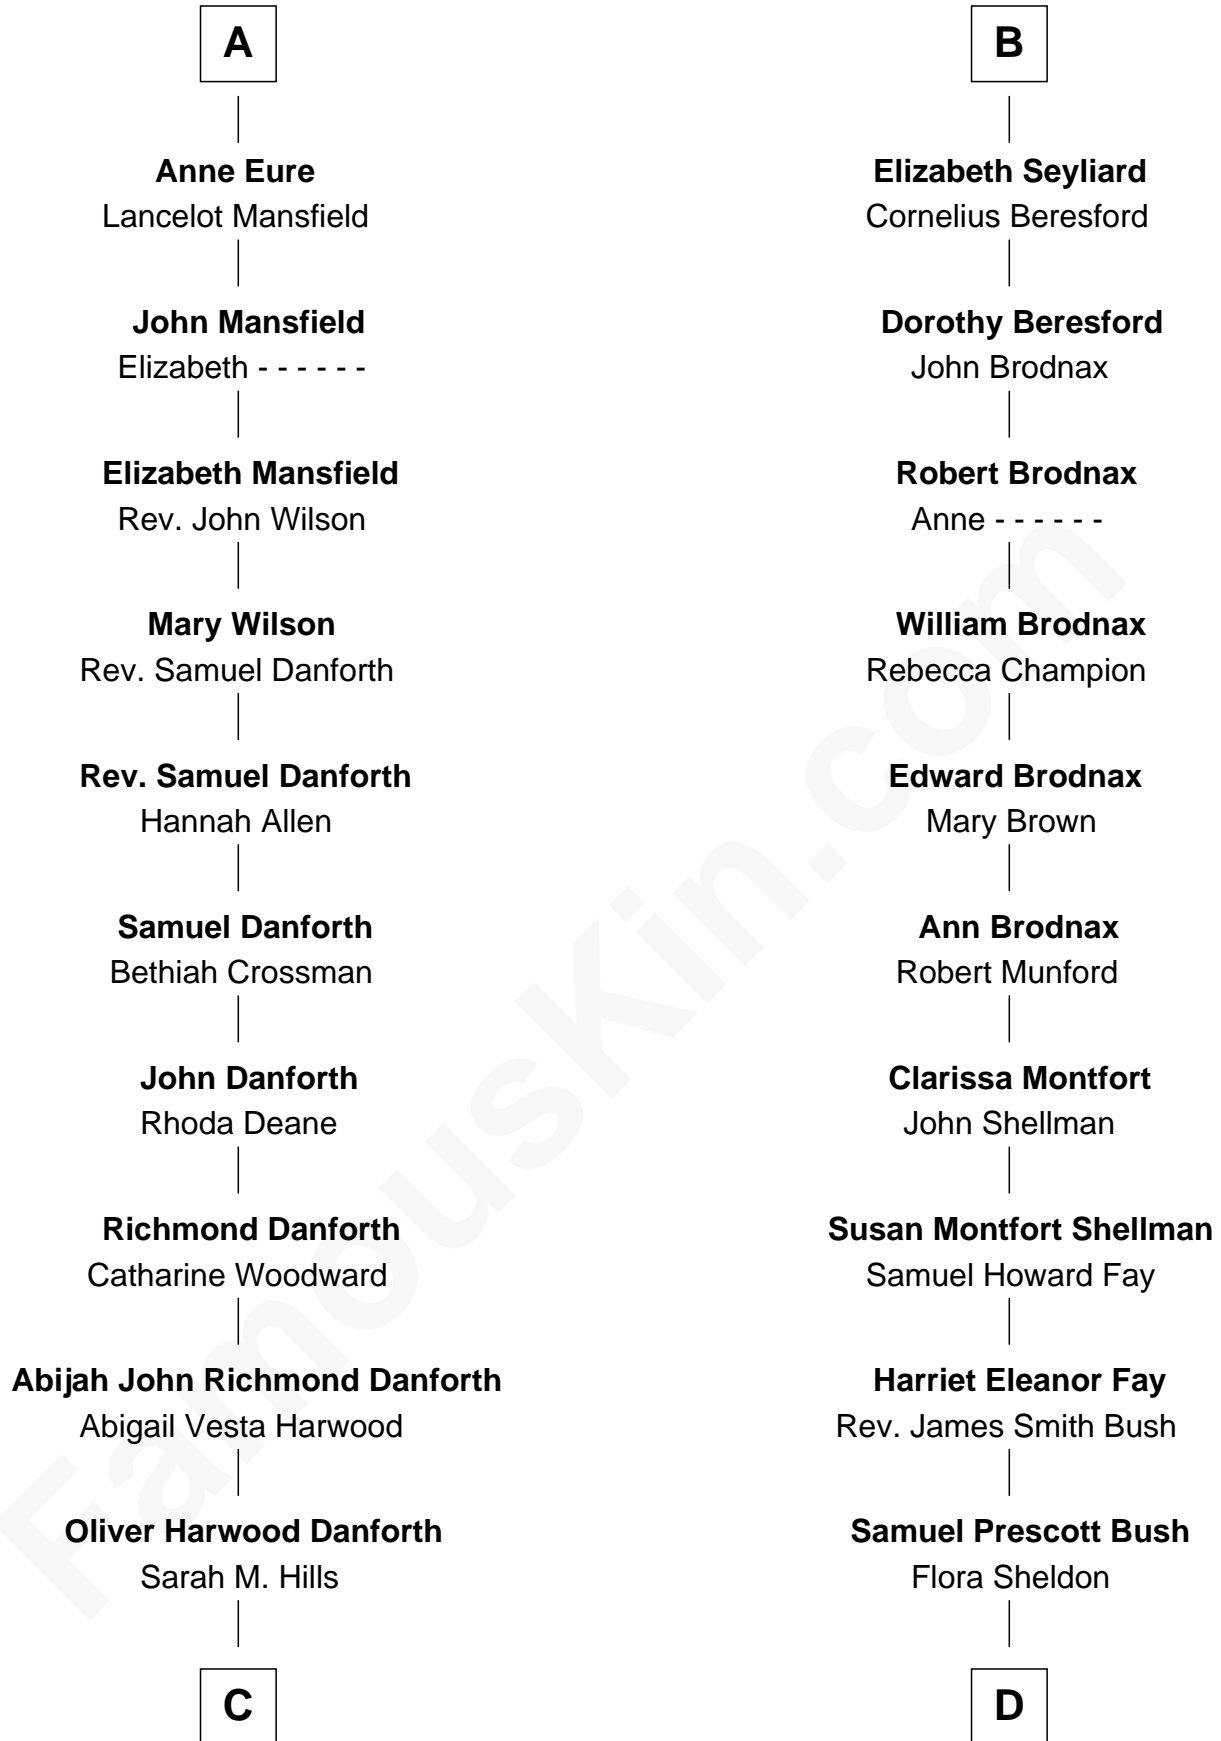 A
Anne Eure
Lancelot Mansfield
John Mansfield
Elizabeth - - - - - -
Elizabeth Mansfield
Rev. John Wilson
Mary Wilson
Rev. Samuel Danforth
Rev. Samuel Danforth
Hannah Allen
Samuel Danforth
Bethiah Crossman
John Danforth
Rhoda Deane
Richmond Danforth
Catharine Woodward
Abijah John Richmond Danforth
Abigail Vesta Harwood
Oliver Harwood Danforth
Sarah M. Hills
C
B
Elizabeth Seyliard
Cornelius Beresford
Dorothy Beresford
John Brodnax
Robert Brodnax
Anne - - - - - -
William Brodnax
Rebecca Champion
Edward Brodnax
Mary Brown
Ann Brodnax
Robert Munford
Clarissa Montfort
John Shellman
Susan Montfort Shellman
Samuel Howard Fay
Harriet Eleanor Fay
Rev. James Smith Bush
Samuel Prescott Bush
Flora Sheldon
D
FamousKin.com